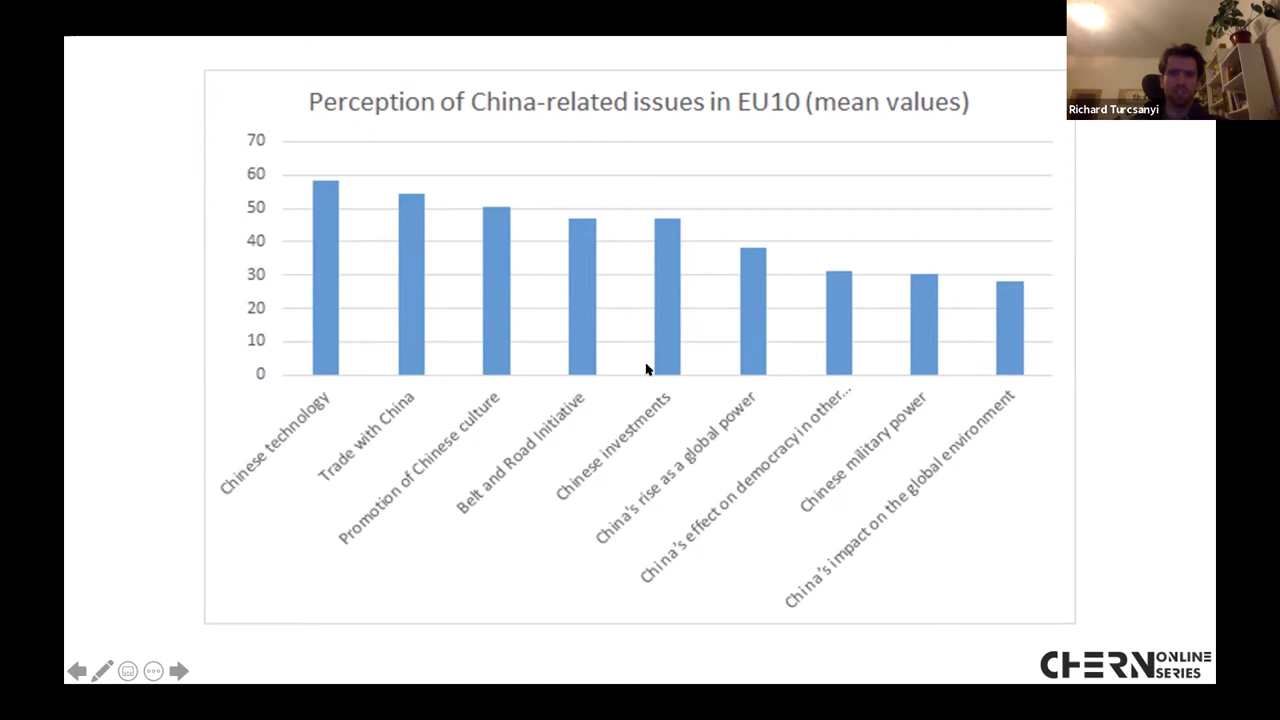 Richard Turcsanyi
Perception of China-related issues in EU10 (mean values)
70
60
50
40
30
20
10
0
Chinese technology
Trade with China
Promotion of Chinese culture
Belt and Road Initiative
Chinese investments
China's rise as a global power
China's effect on democracy in other...
Chinese military power
China's impact on the global environment
CHERN ONLINE
SERIES